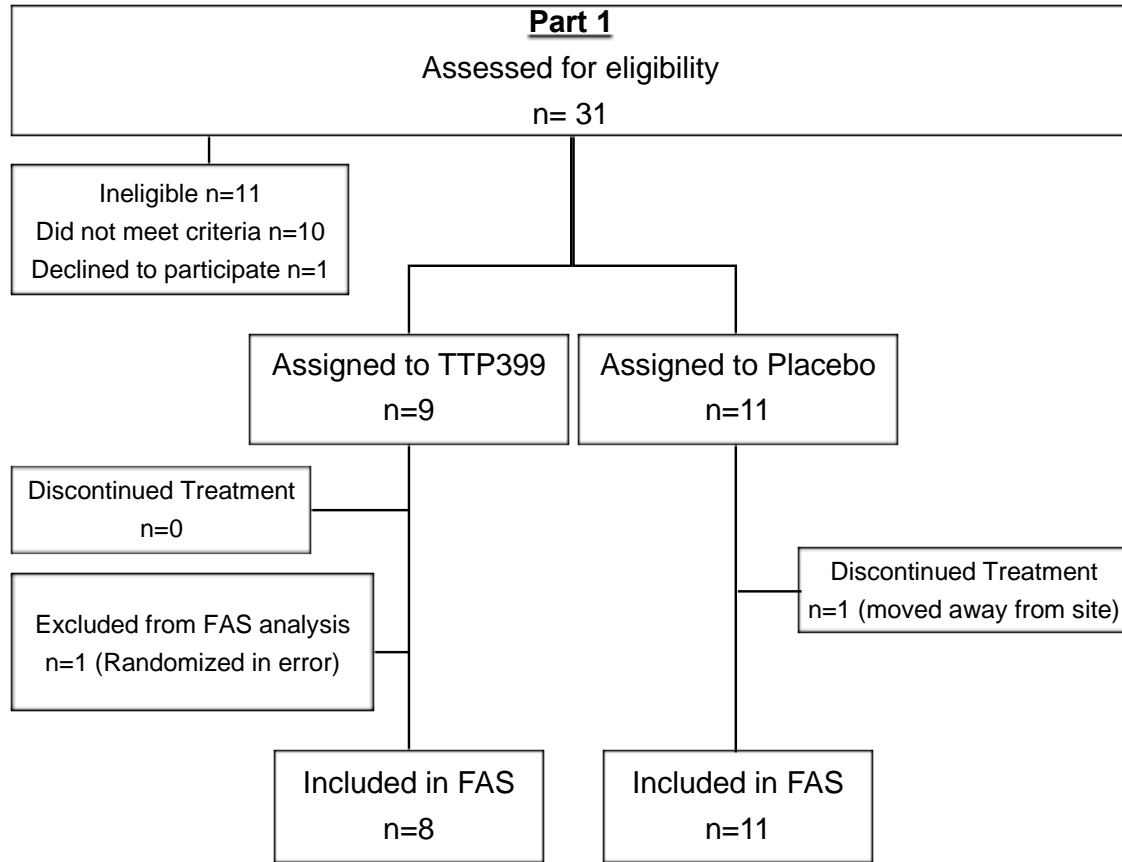 Part 1
Assessed for eligibility
n= 31
Ineligible n=11
Did not meet criteria n=10
Declined to participate n=1
Assigned to TTP399
n=9
Assigned to Placebo
n=11
Discontinued Treatment
n=0
Discontinued Treatment
n=1 (moved away from site)
Excluded from FAS analysis
n=1 (Randomized in error)
Included in FAS
n=8
Included in FAS
n=11